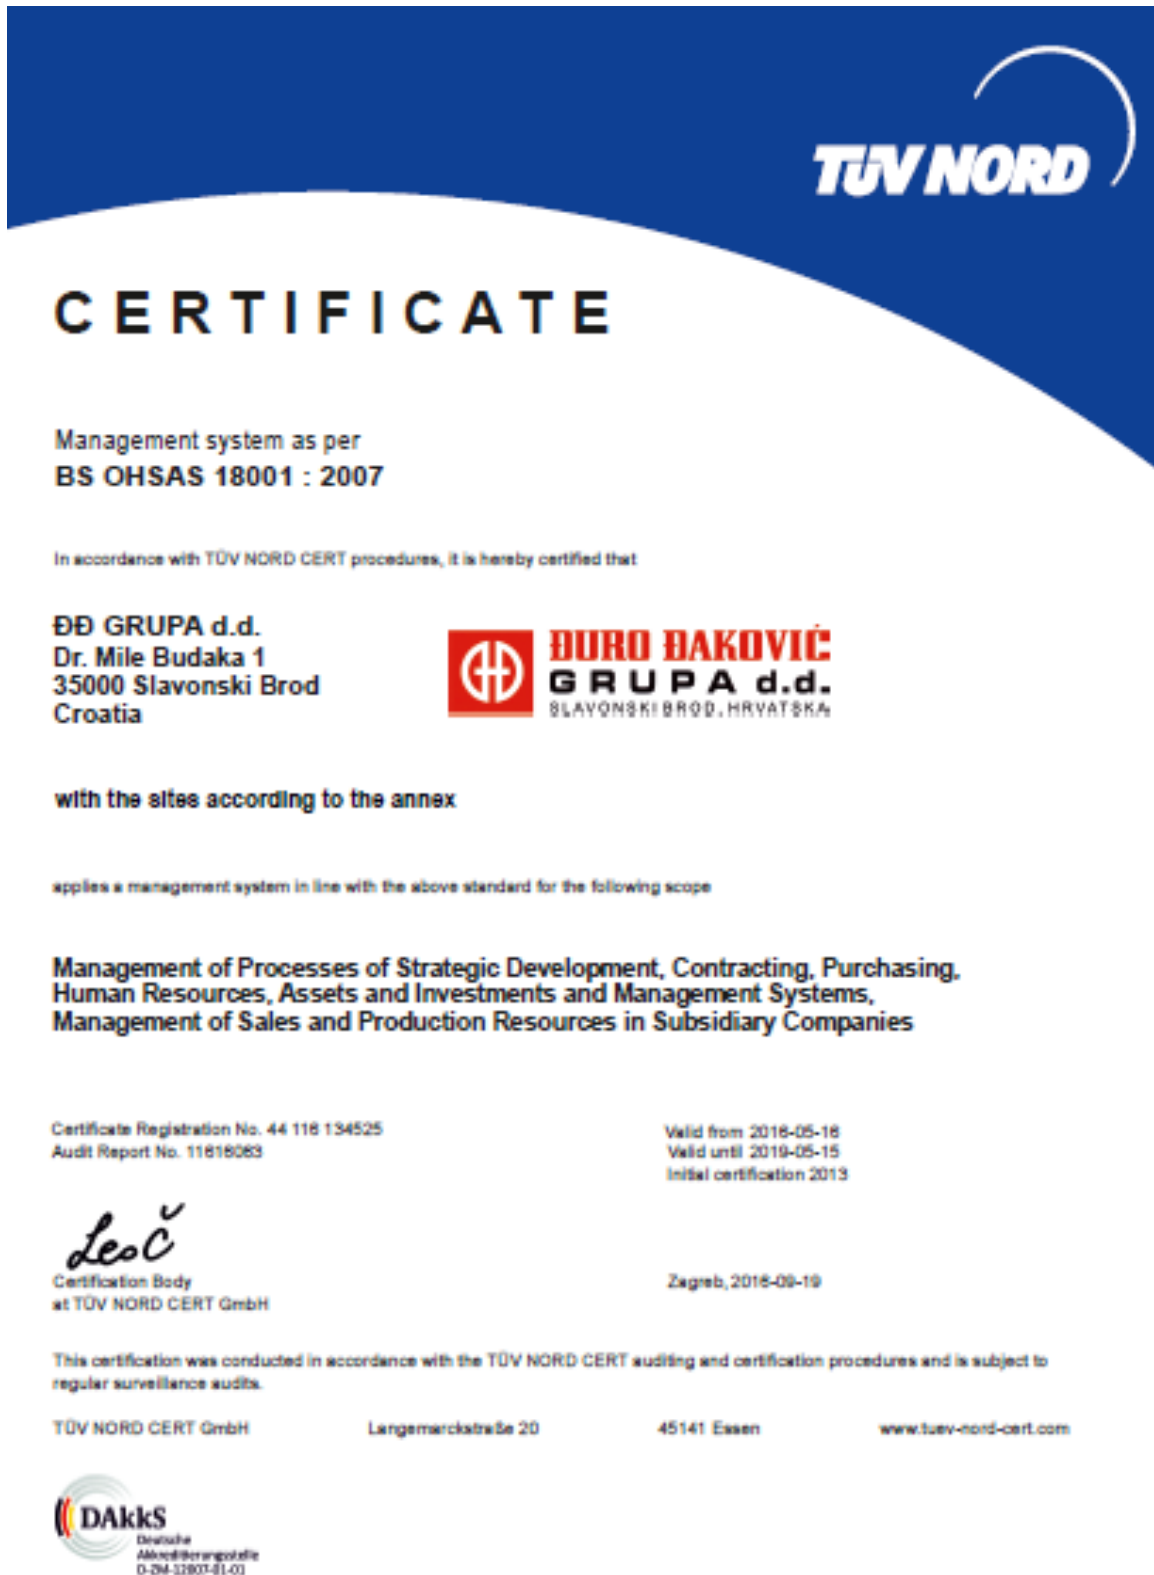 TÜV NORD
CERTIFICATE
Management system as per
BS OHSAS 18001 : 2007
In accordance with TÜV NORD CERT procedures, it is hereby certified that
ĐĐ GRUPA d.d.
Dr. Mile Budaka 1
35000 Slavonski Brod
Croatia
ĐURO ĐAKOVIĆ
GRUPA d.d.
SLAVONSKI BROD, HRVATSKA
with the sites according to the annex
applies a management system in line with the above standard for the following scope
Management of Processes of Strategic Development, Contracting, Purchasing,
Human Resources, Assets and Investments and Management Systems,
Management of Sales and Production Resources in Subsidiary Companies
Certificate Registration No. 44 116 134525
Audit Report No. 11616063
Valid from 2016-05-16
Valid until 2019-05-15
Initial certification 2013
Certification Body
at TÜV NORD CERT GmbH
Zagreb, 2016-09-19
This certification was conducted in accordance with the TÜV NORD CERT auditing and certification procedures and is subject to
regular surveillance audits.
TÜV NORD CERT GmbH Langemarckstraße 20 45141 Essen www.tuev-nord-cert.com
DAkkS
Deutsche
Akkreditierungsstelle
D-ZM-12007-01-01